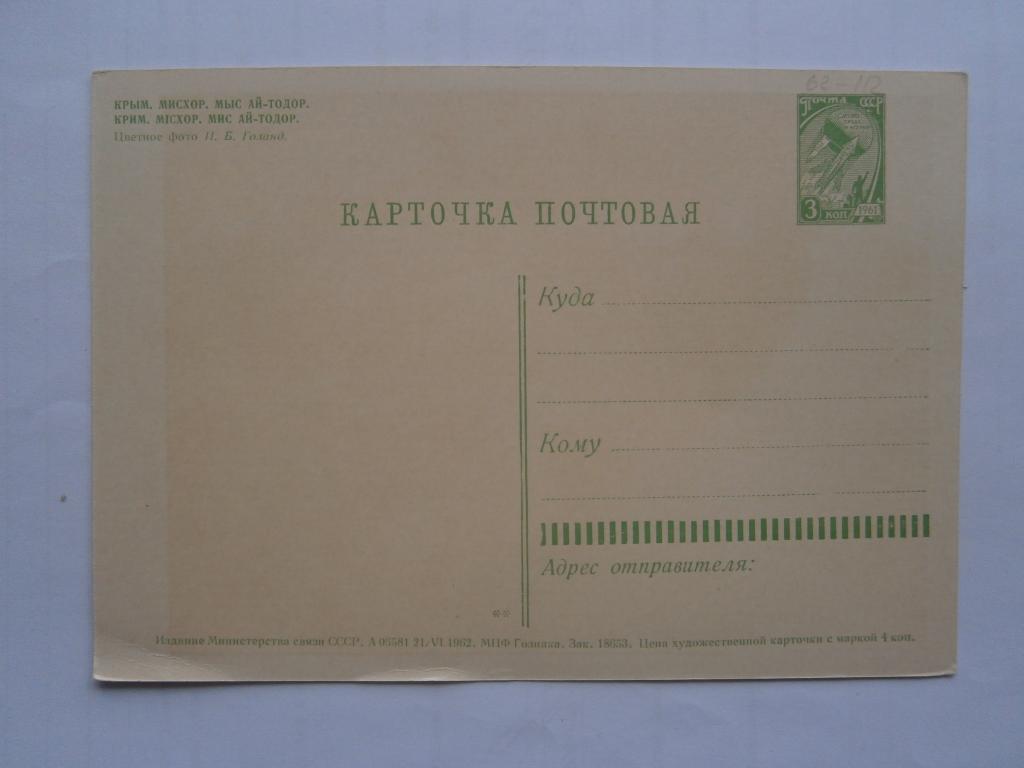 62-112
КРЫМ. МИСХОР. МЫС АЙ-ТОДОР.
КРИМ. МІСХОР. МИС АЙ-ТОДОР.
Цветное фото И. Б. Голанд.
ПОЧТА СССР
3 КОП
1961
КАРТОЧКА ПОЧТОВАЯ
Куда
Кому
Адрес отправителя:
Издание Министерства связи СССР. А 05581 21/VI 1962. МПФ Гознака. Зак. 18653. Цена художественной карточки с маркой 4 коп.